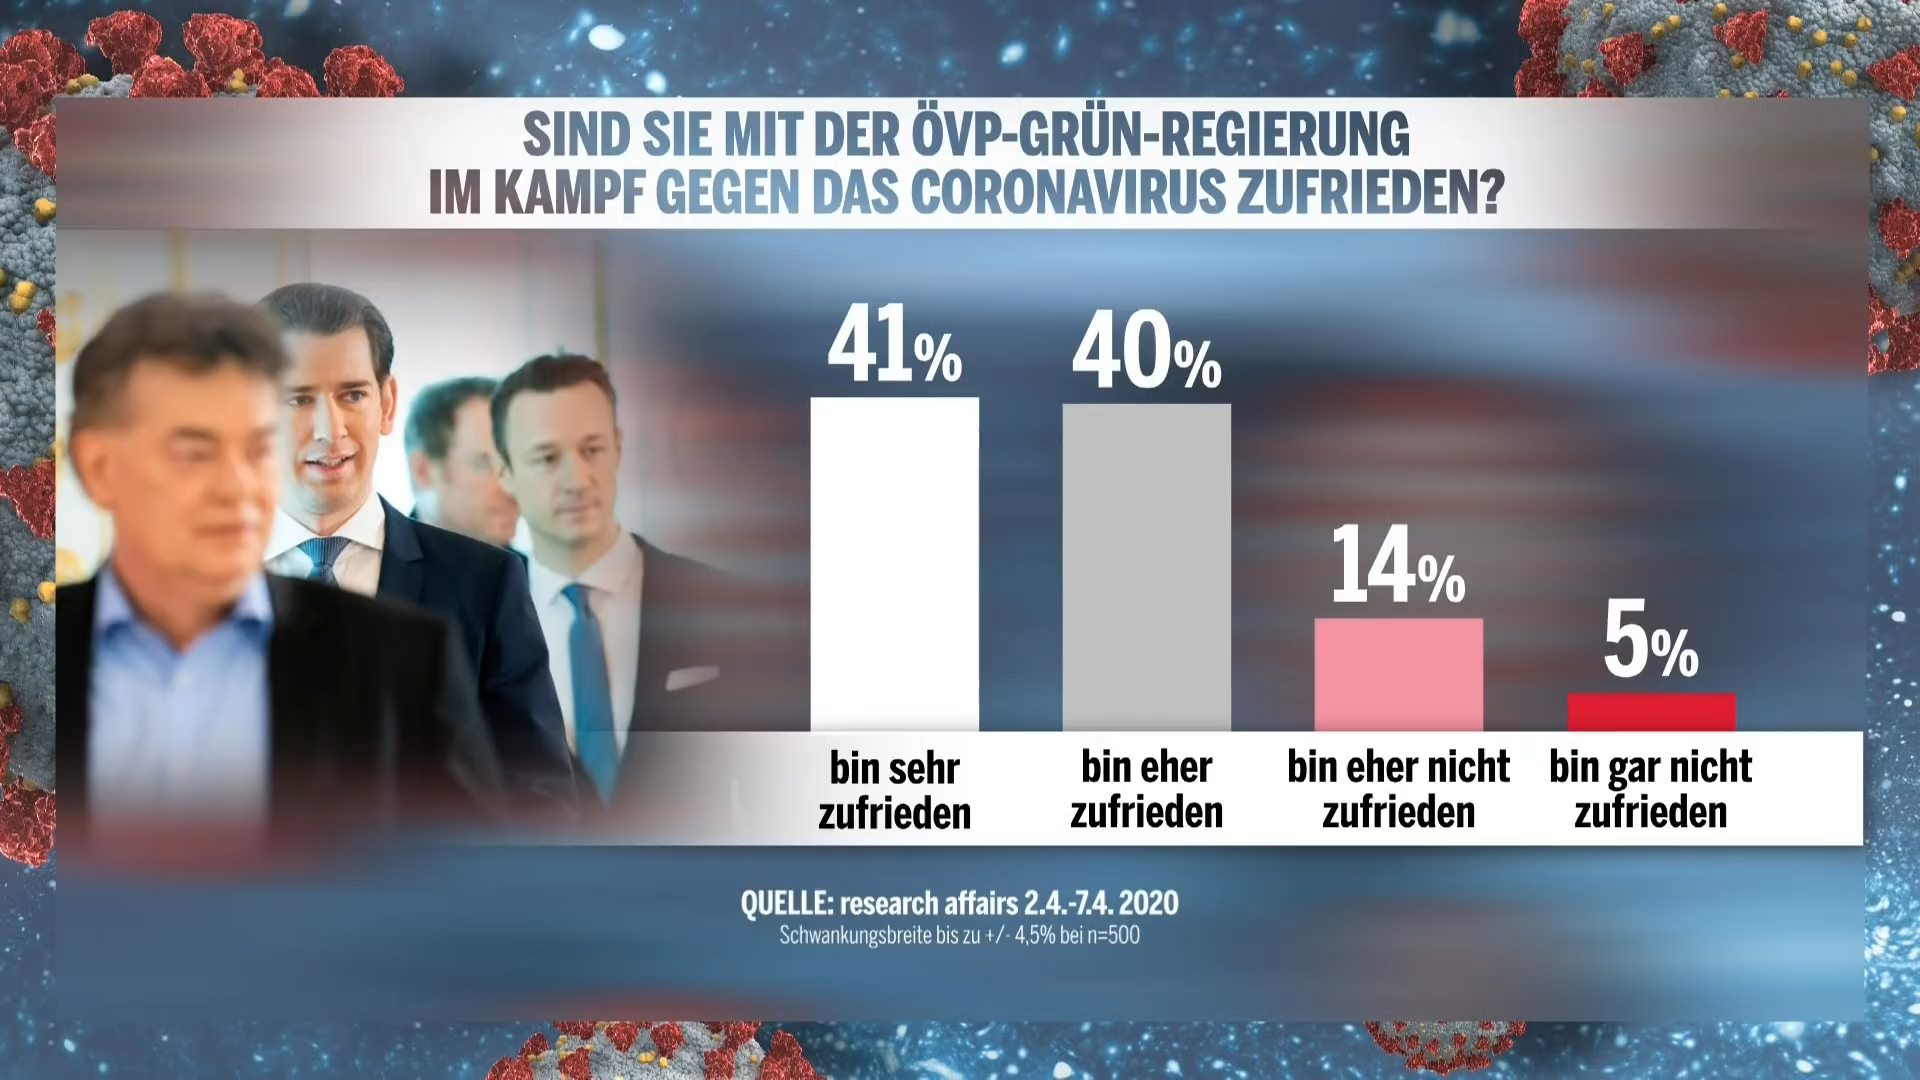 SIND SIE MIT DER ÖVP-GRÜN-REGIERUNG
IM KAMPF GEGEN DAS CORONAVIRUS ZUFRIEDEN?
41%
40%
14%
5%
bin sehr
zufrieden
bin eher
zufrieden
bin eher nicht
zufrieden
bin gar nicht
zufrieden
QUELLE: research affairs 2.4.-7.4. 2020
Schwankungsbreite bis zu +/- 4,5% bei n=500